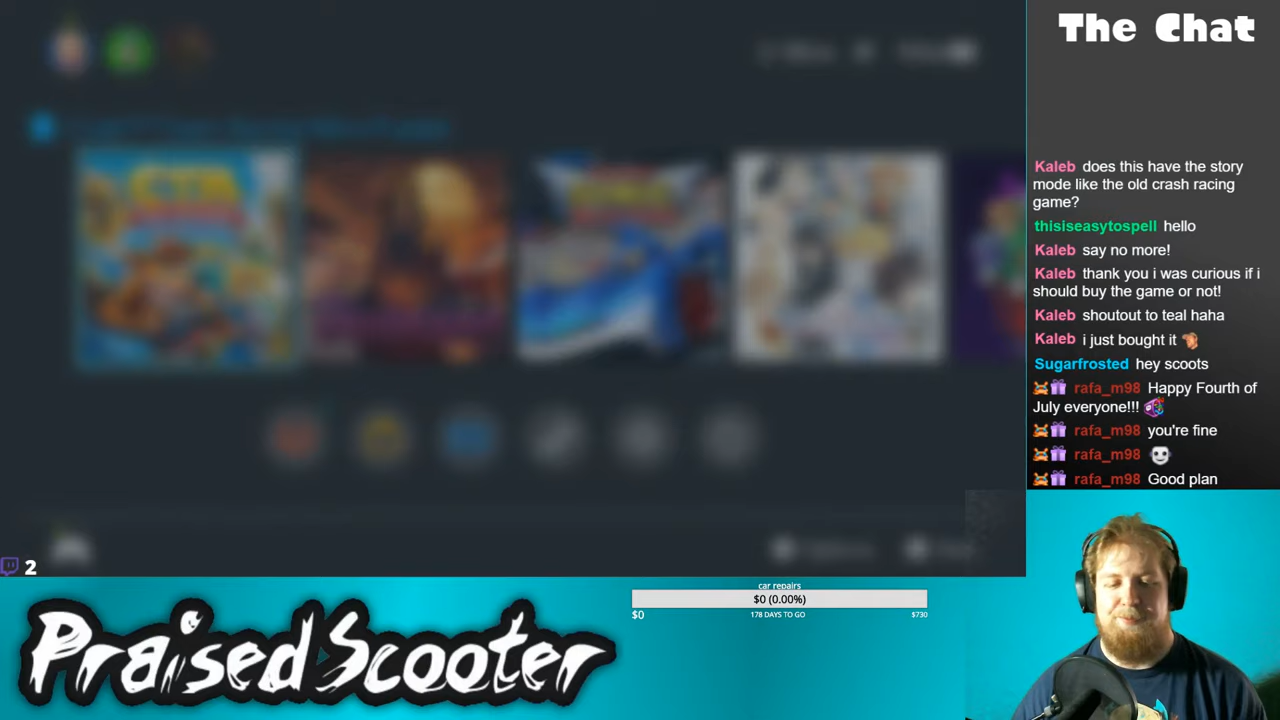 The Chat
Kaleb does this have the story
mode like the old crash racing
game?
thisiseasytospell hello
Kaleb say no more!
Kaleb thank you i was curious if i
should buy the game or not!
Kaleb shoutout to teal haha
Kaleb i just bought it
Sugarfrosted hey scoots
rafa_m98 Happy Fourth of
July everyone!!!
rafa_m98 you're fine
rafa_m98
rafa_m98 Good plan
2
car repairs
$0 (0.00%)
$0 178 DAYS TO GO $730
PraisedScooter